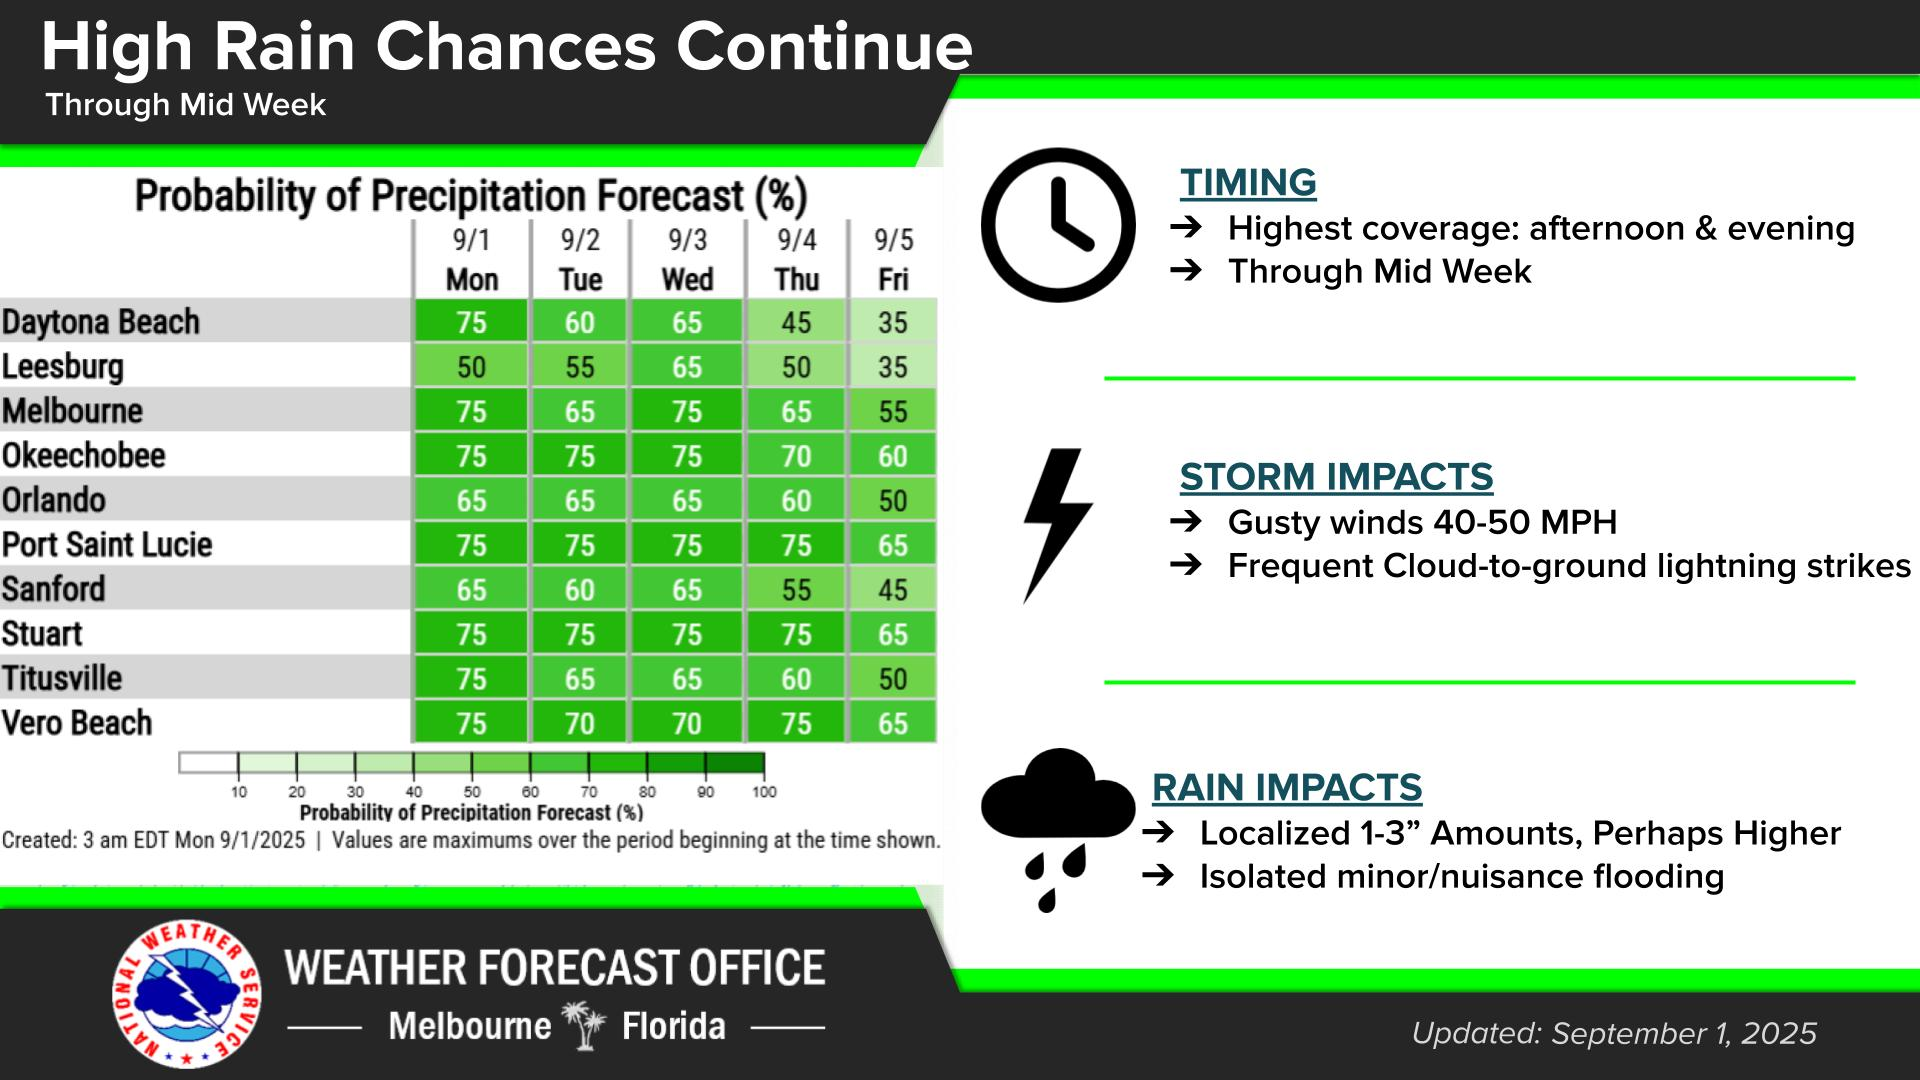 High Rain Chances Continue
Through Mid Week
Probability of Precipitation Forecast (%)
9/1 9/2 9/3 9/4 9/5
Mon Tue Wed Thu Fri
Daytona Beach 75 60 65 45 35
Leesburg 50 55 65 50 35
Melbourne 75 65 75 65 55
Okeechobee 75 75 75 70 60
Orlando 65 65 65 60 50
Port Saint Lucie 75 75 75 75 65
Sanford 65 60 65 55 45
Stuart 75 75 75 75 65
Titusville 75 65 65 60 50
Vero Beach 75 70 70 75 65
10 20 30 40 50 60 70 80 90 100
Probability of Precipitation Forecast (%)
Created: 3 am EDT Mon 9/1/2025 | Values are maximums over the period beginning at the time shown.
TIMING
➔ Highest coverage: afternoon & evening
➔ Through Mid Week
STORM IMPACTS
➔ Gusty winds 40-50 MPH
➔ Frequent Cloud-to-ground lightning strikes
RAIN IMPACTS
➔ Localized 1-3” Amounts, Perhaps Higher
➔ Isolated minor/nuisance flooding
NATIONAL WEATHER SERVICE
WEATHER FORECAST OFFICE
Melbourne Florida
Updated: September 1, 2025